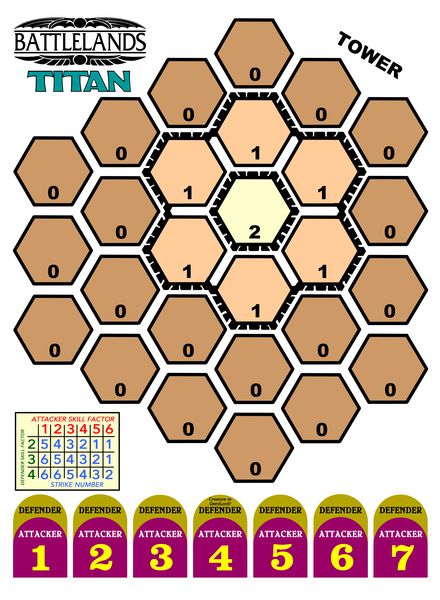 BATTLELANDS
TITAN
TOWER
0
0 0
0 1 0
0 1 1
0 2 0
0 1 1
0 1 0
0 0 0
0 0 0
0 0
0
ATTACKER SKILL FACTOR
1 2 3 4 5 6
DEFENDER SKILL FACTOR
2 5 4 3 2 1 1
3 6 5 4 3 2 1
4 6 6 5 4 3 2
STRIKE NUMBER
Creature or
DemiLord?
DEFENDER DEFENDER DEFENDER DEFENDER DEFENDER DEFENDER DEFENDER
ATTACKER ATTACKER ATTACKER ATTACKER ATTACKER ATTACKER ATTACKER
1 2 3 4 5 6 7